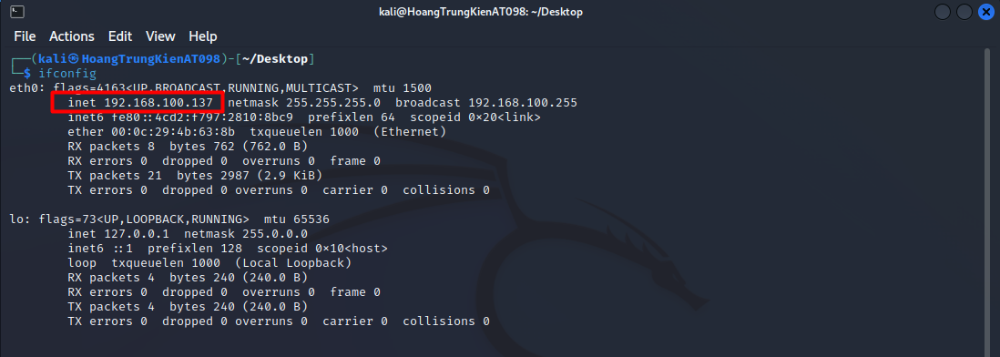 kali@HoangTrungKienAT098: ~/Desktop
File Actions Edit View Help
┌──(kali㉿HoangTrungKienAT098)-[~/Desktop]
└─$ ifconfig
eth0: flags=4163<UP,BROADCAST,RUNNING,MULTICAST>  mtu 1500
        inet 192.168.100.137  netmask 255.255.255.0  broadcast 192.168.100.255
        inet6 fe80::4cd2:f797:2810:8bc9  prefixlen 64  scopeid 0×20<link>
        ether 00:0c:29:4b:63:8b  txqueuelen 1000  (Ethernet)
        RX packets 8  bytes 762 (762.0 B)
        RX errors 0  dropped 0  overruns 0  frame 0
        TX packets 21  bytes 2987 (2.9 KiB)
        TX errors 0  dropped 0 overruns 0  carrier 0  collisions 0

lo: flags=73<UP,LOOPBACK,RUNNING>  mtu 65536
        inet 127.0.0.1  netmask 255.0.0.0
        inet6 ::1  prefixlen 128  scopeid 0×10<host>
        loop  txqueuelen 1000  (Local Loopback)
        RX packets 4  bytes 240 (240.0 B)
        RX errors 0  dropped 0  overruns 0  frame 0
        TX packets 4  bytes 240 (240.0 B)
        TX errors 0  dropped 0 overruns 0  carrier 0  collisions 0